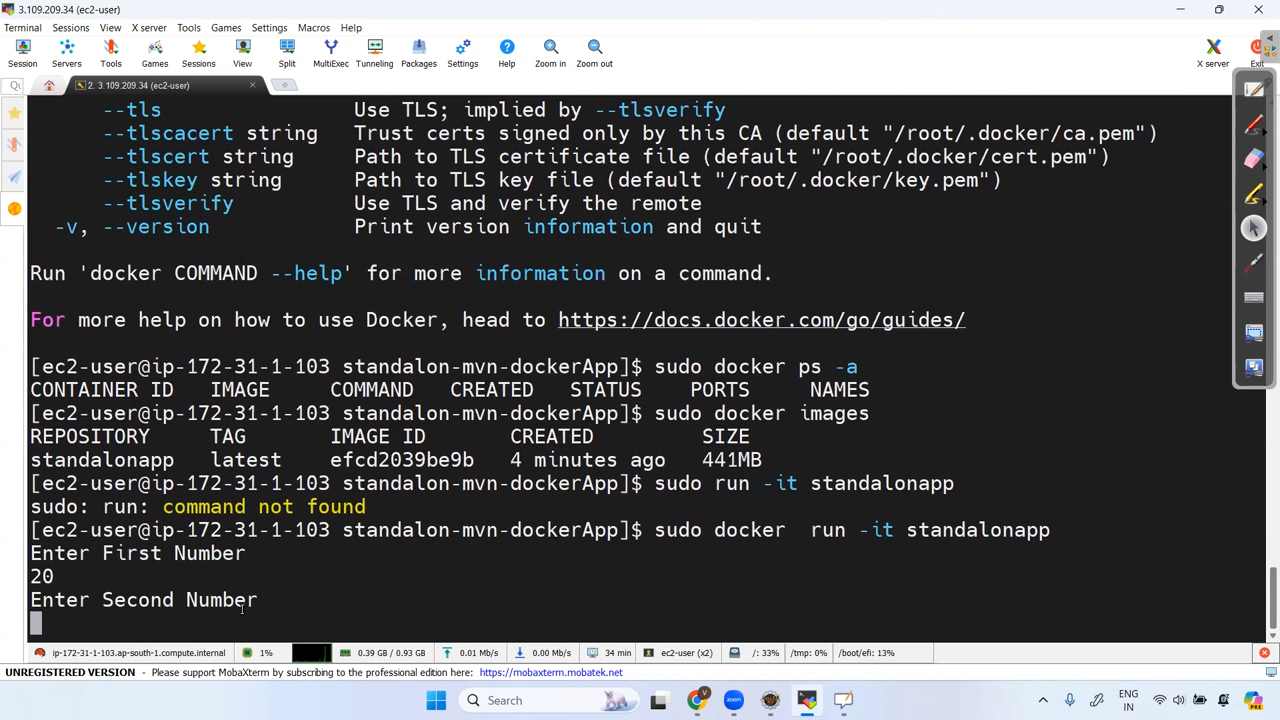 3.109.209.34 (ec2-user)
Terminal Sessions View X server Tools Games Settings Macros Help
Session Servers Tools Games Sessions View Split MultiExec Tunneling Packages Settings Help Zoom in Zoom out X server Exit
2. 3.109.209.34 (ec2-user)
--tls Use TLS; implied by --tlsverify
--tlscacert string Trust certs signed only by this CA (default "/root/.docker/ca.pem")
--tlscert string Path to TLS certificate file (default "/root/.docker/cert.pem")
--tlskey string Path to TLS key file (default "/root/.docker/key.pem")
--tlsverify Use TLS and verify the remote
-v, --version Print version information and quit
Run 'docker COMMAND --help' for more information on a command.
For more help on how to use Docker, head to https://docs.docker.com/go/guides/
[ec2-user@ip-172-31-1-103 standalon-mvn-dockerApp]$ sudo docker ps -a
CONTAINER ID IMAGE COMMAND CREATED STATUS PORTS NAMES
[ec2-user@ip-172-31-1-103 standalon-mvn-dockerApp]$ sudo docker images
REPOSITORY TAG IMAGE ID CREATED SIZE
standalonapp latest efcd2039be9b 4 minutes ago 441MB
[ec2-user@ip-172-31-1-103 standalon-mvn-dockerApp]$ sudo run -it standalonapp
sudo: run: command not found
[ec2-user@ip-172-31-1-103 standalon-mvn-dockerApp]$ sudo docker  run -it standalonapp
Enter First Number
20
Enter Second Number
ip-172-31-1-103.ap-south-1.compute.internal 1% 0.39 GB / 0.93 GB 0.01 Mb/s 0.00 Mb/s 34 min ec2-user (x2) /: 33% /tmp: 0% /boot/efi: 13%
UNREGISTERED VERSION - Please support MobaXterm by subscribing to the professional edition here: https://mobaxterm.mobatek.net
Search
ENG
IN